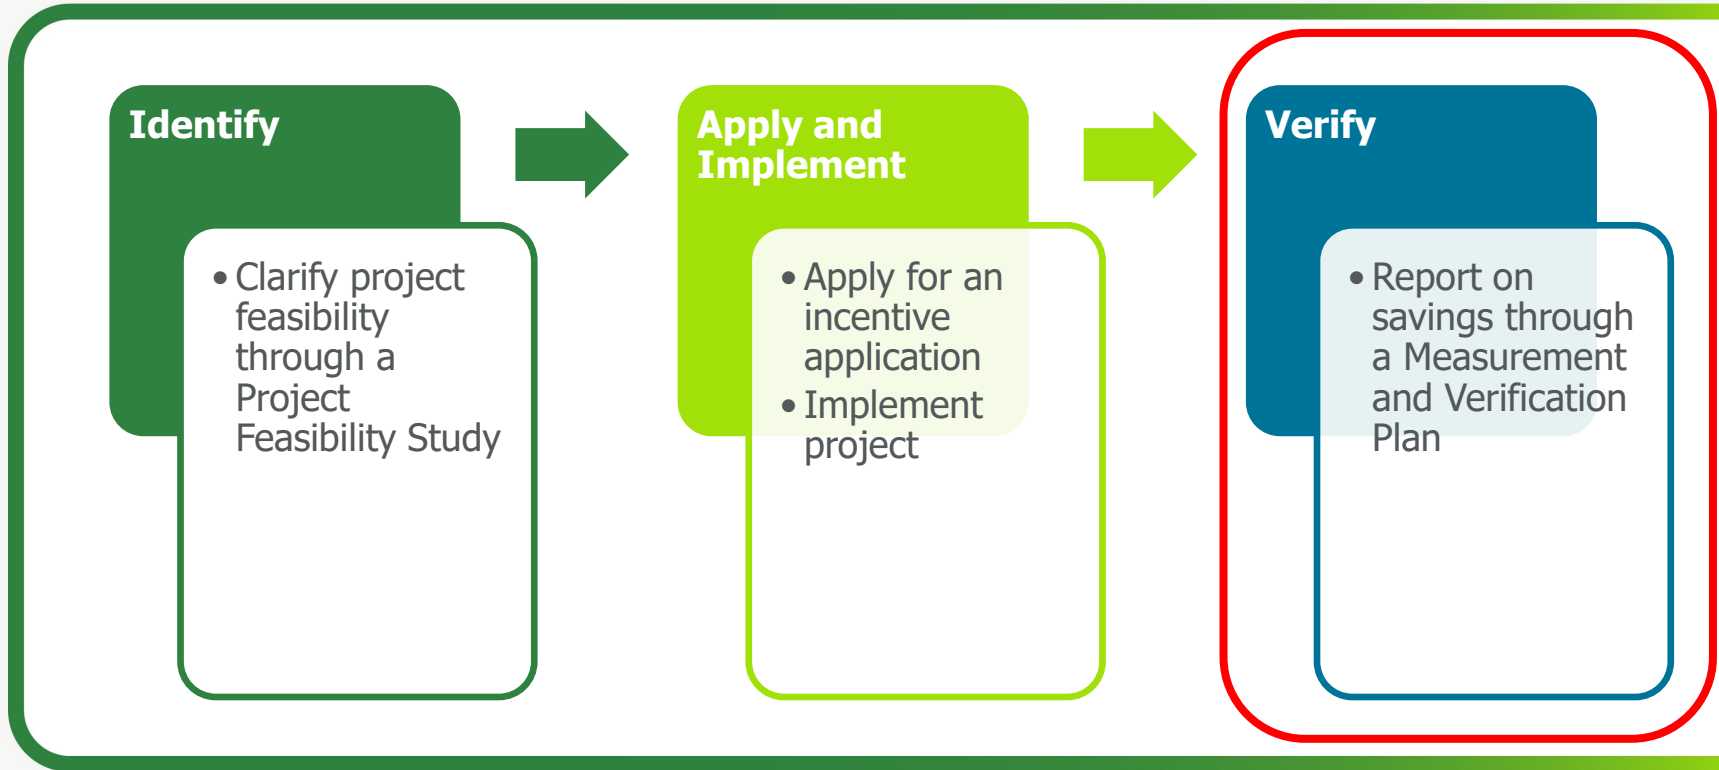 Identify
• Clarify project
feasibility
through a
Project
Feasibility Study
Apply and
Implement
• Apply for an
incentive
application
• Implement
project
Verify
• Report on
savings through
a Measurement
and Verification
Plan